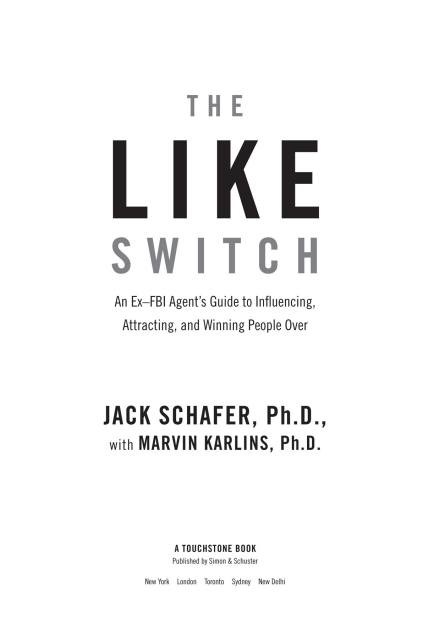 THE
LIKE
SWITCH
An Ex–FBI Agent's Guide to Influencing,
Attracting, and Winning People Over
JACK SCHAFER, Ph.D.,
with MARVIN KARLINS, Ph.D.
A TOUCHSTONE BOOK
Published by Simon & Schuster
New York London Toronto Sydney New Delhi